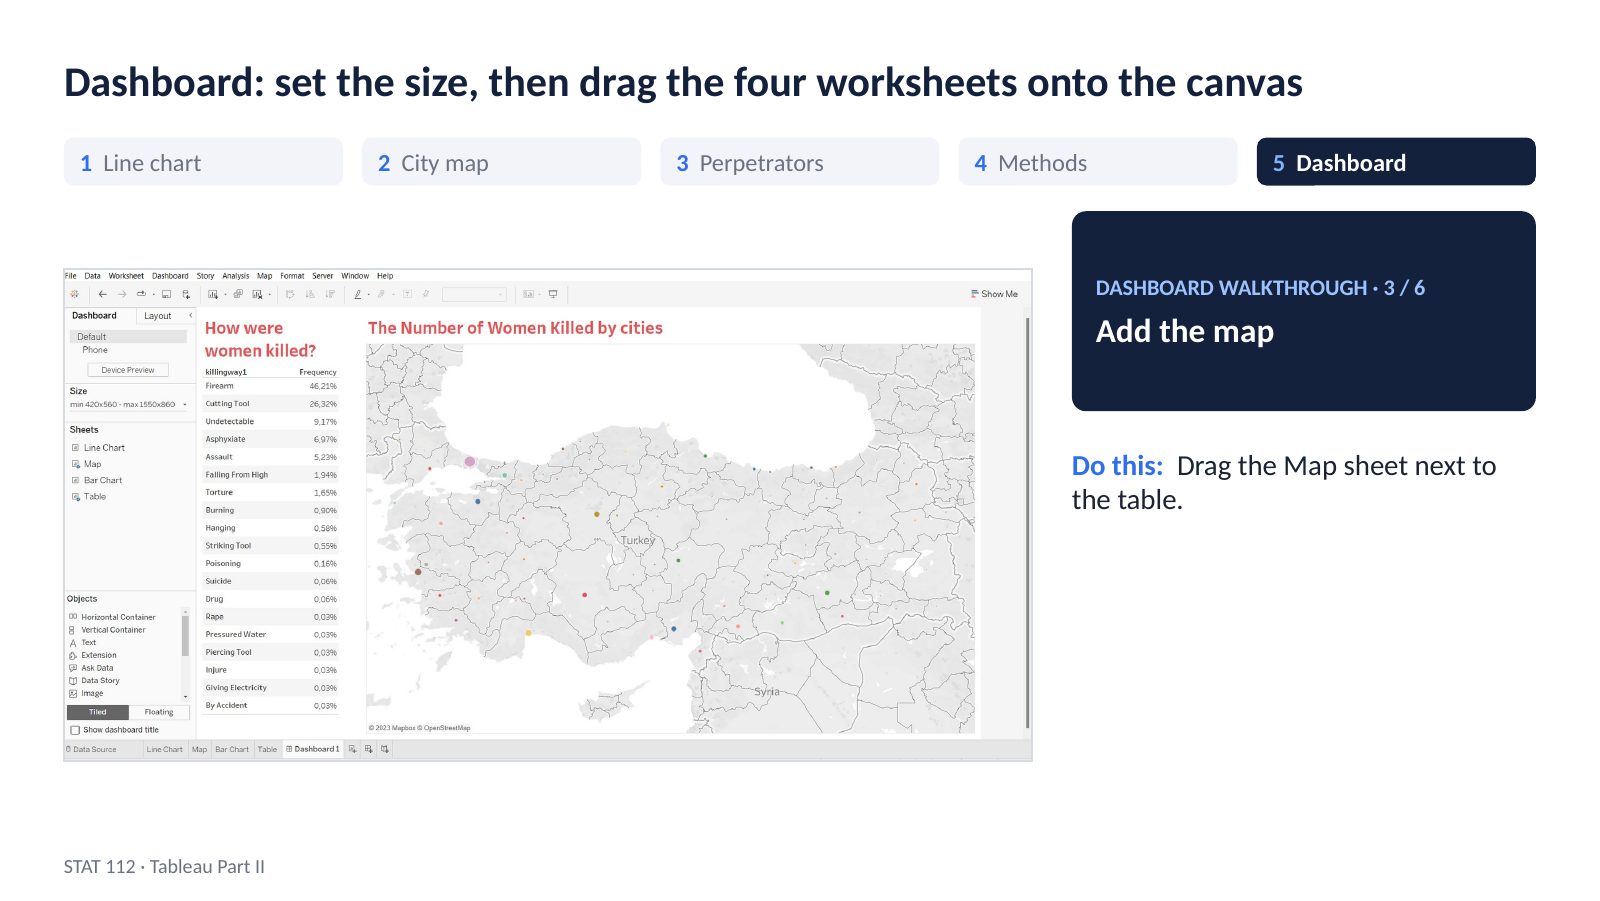 Dashboard: set the size, then drag the four worksheets onto the canvas
1 Line chart
2 City map
3 Perpetrators
4 Methods
5 Dashboard
File Data Worksheet Dashboard Story Analysis Map Format Server Window Help
Show Me
Dashboard Layout
Default
Phone
Device Preview
Size
min 420x560 - max 1550x860
Sheets
Line Chart
Map
Bar Chart
Table
Objects
Horizontal Container
Vertical Container
Text
Extension
Ask Data
Data Story
Image
Tiled Floating
Show dashboard title
How were
women killed?
killingway1 Frequency
Firearm 46,21%
Cutting Tool 26,32%
Undetectable 9,17%
Asphyxiate 6,97%
Assault 5,23%
Falling From High 1,94%
Torture 1,65%
Burning 0,90%
Hanging 0,58%
Striking Tool 0,55%
Poisoning 0,16%
Suicide 0,06%
Drug 0,06%
Rape 0,03%
Pressured Water 0,03%
Piercing Tool 0,03%
Injure 0,03%
Giving Electricity 0,03%
By Accident 0,03%
The Number of Women Killed by cities
Turkey
Syria
© 2023 Mapbox © OpenStreetMap
Data Source Line Chart Map Bar Chart Table Dashboard 1
DASHBOARD WALKTHROUGH · 3 / 6
Add the map
Do this: Drag the Map sheet next to
the table.
STAT 112 · Tableau Part II